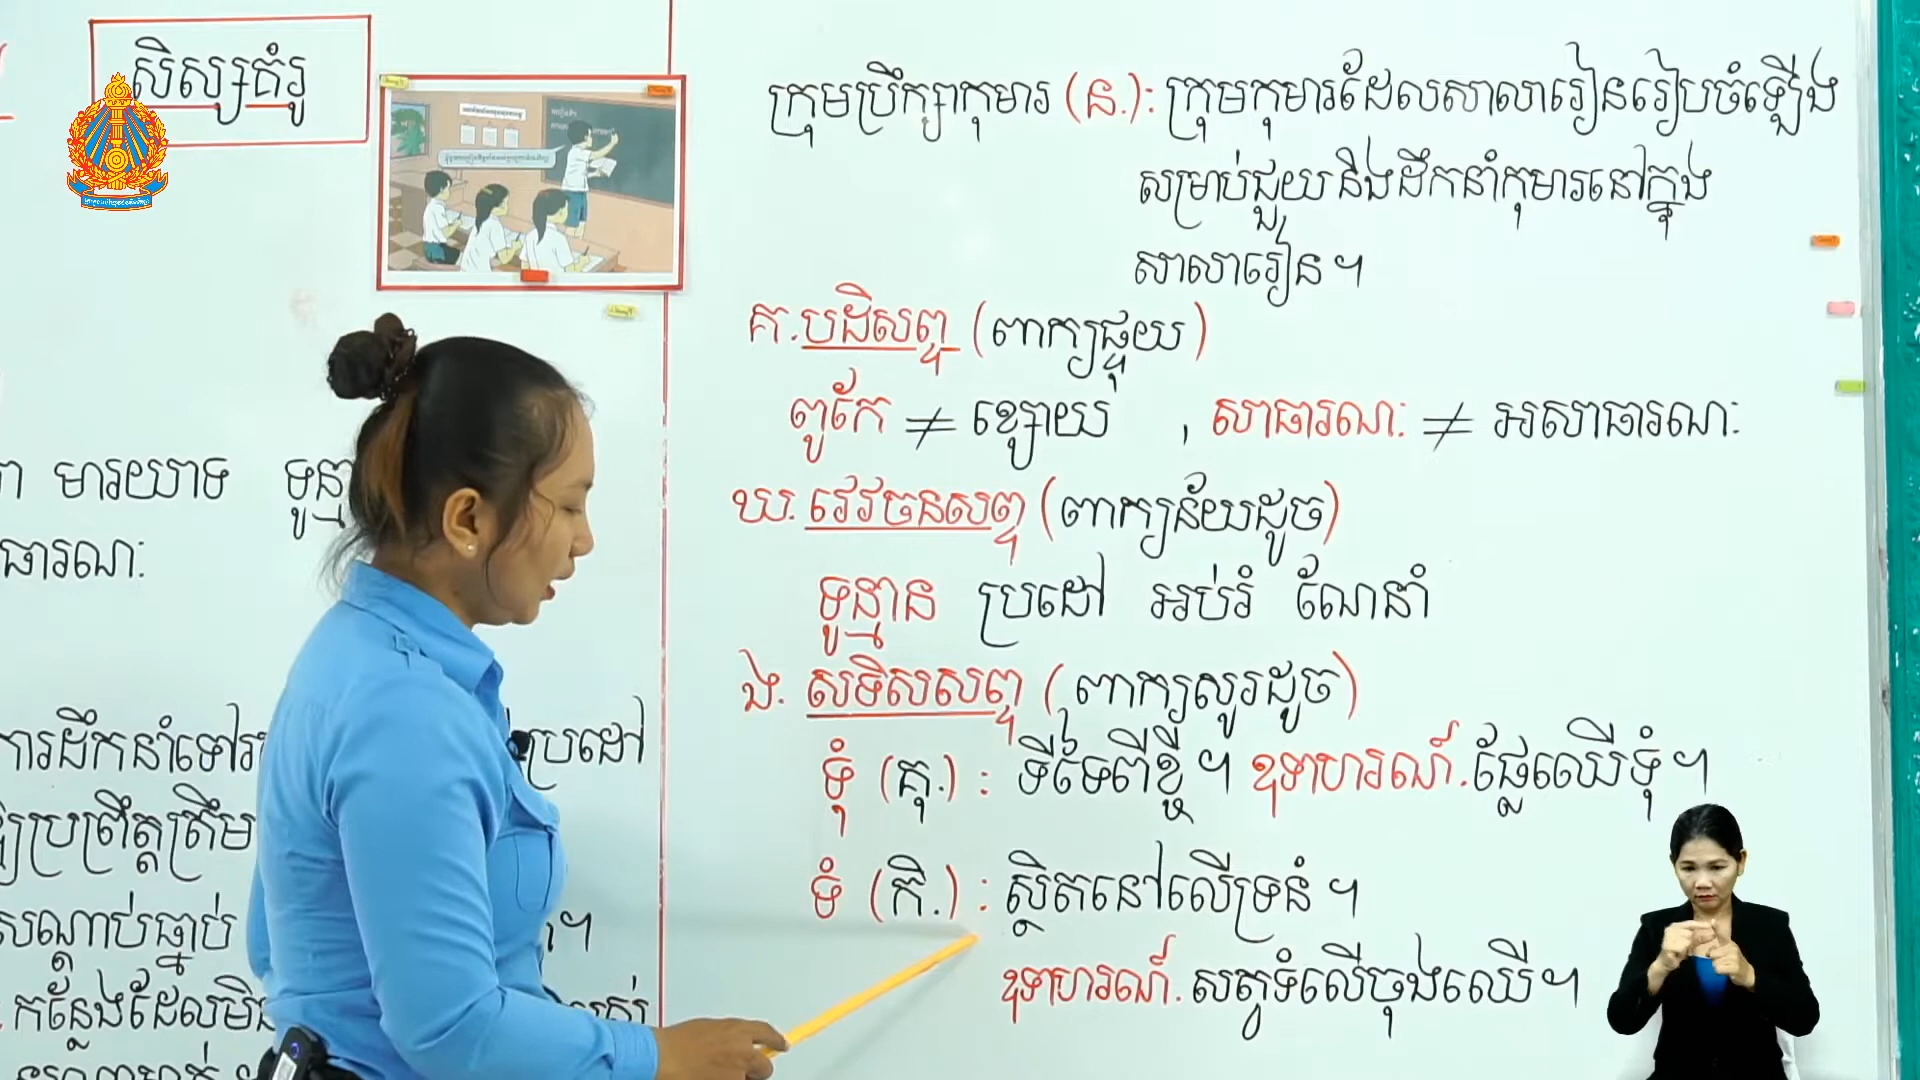 សិស្សគំរូ
មារយាទ
ធារណៈ
ការដឹកនាំទៅរក
ប្រដៅ
ឱ្យប្រព្រឹត្តត្រឹម
សណ្ដាប់ធ្នាប់
កន្លែងដែលមិន
ក្រុមប្រឹក្សាកុមារ (ន.): ក្រុមកុមារដែលសាលារៀនរៀបចំឡើង
សម្រាប់ជួយ និងដឹកនាំកុមារនៅក្នុង
សាលារៀន។
គ. បដិសព្ទ (ពាក្យផ្ទុយ)
ពូកែ ≠ ខ្សោយ , សាធារណៈ ≠ អសាធារណៈ
ឃ. វេវចនសព្ទ (ពាក្យន័យដូច)
ទូន្មាន ប្រដៅ អប់រំ ណែនាំ
ង. សទិសសព្ទ (ពាក្យសូរដូច)
ទុំ (គុ.) : ទីទៃពីខ្ចី។ ឧទាហរណ៍. ផ្លែឈើទុំ។
ទំ (កិ.) : ស្ថិតនៅលើទ្រនំ។
ឧទាហរណ៍. សត្វទំលើចុងឈើ។